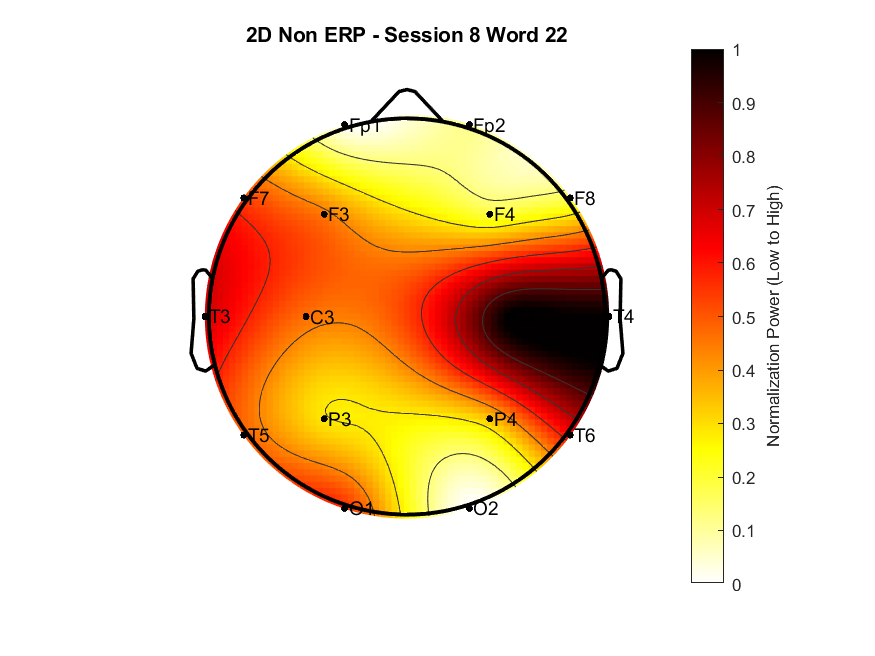 2D Non ERP - Session 8 Word 22
Fp1 Fp2
F7 F8
F3 F4
T3 C3 T4
P3 P4
T5 T6
O1 O2
1
0.9
0.8
0.7
0.6
0.5
0.4
0.3
0.2
0.1
0
Normalization Power (Low to High)